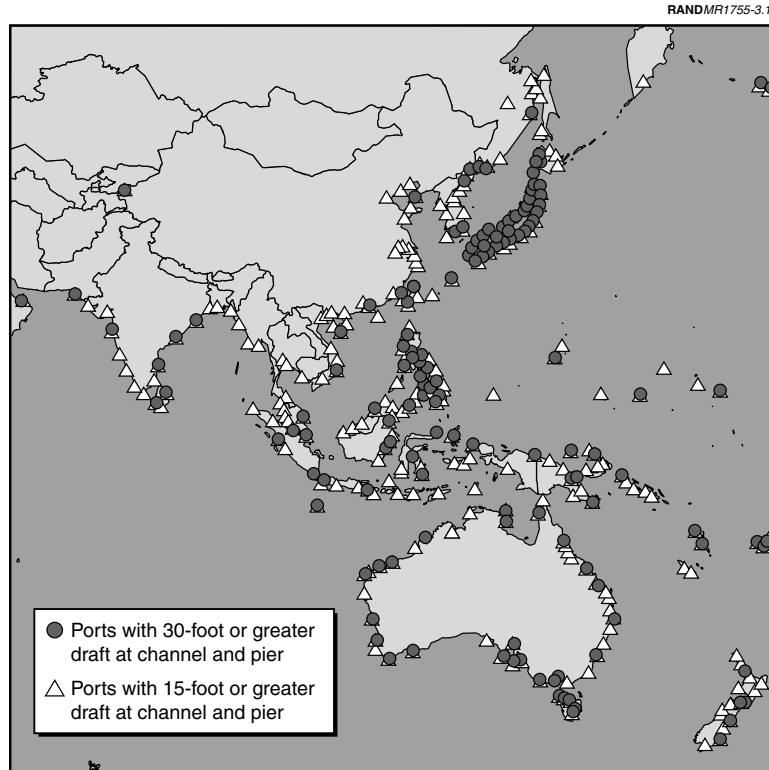 RANDMR1755-3.1
Ports with 30-foot or greater
draft at channel and pier
Ports with 15-foot or greater
draft at channel and pier